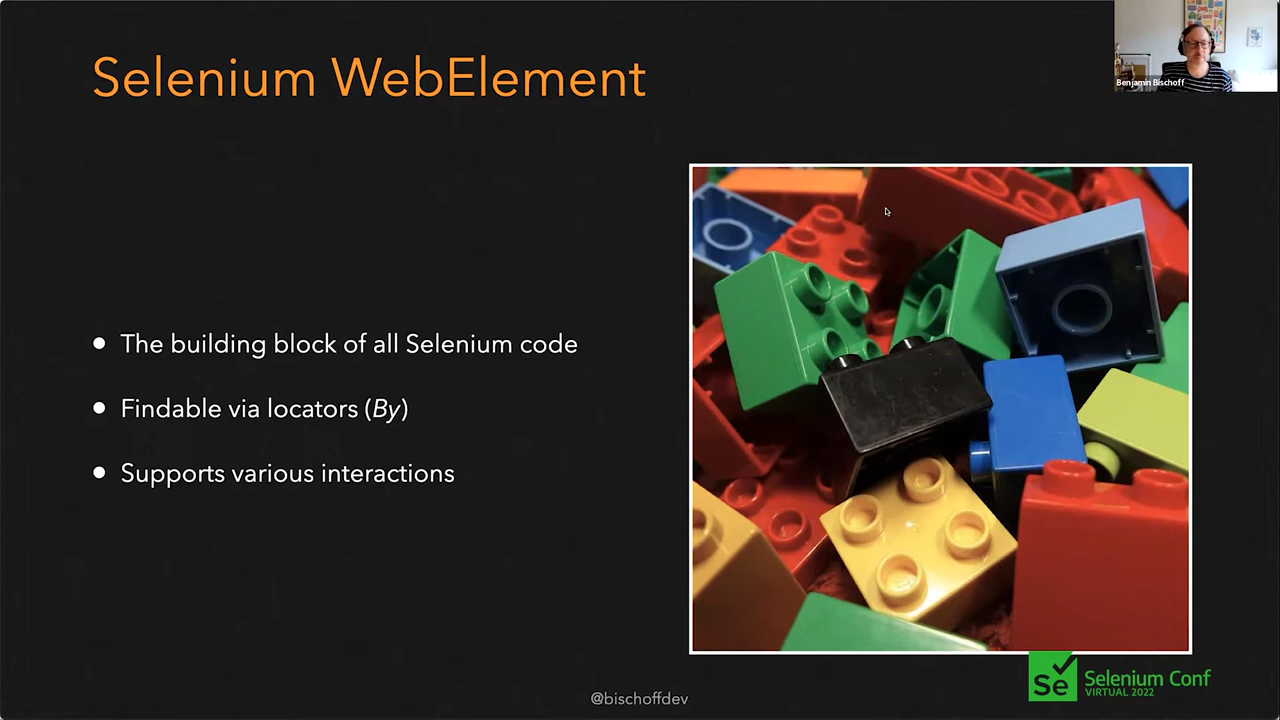 Selenium WebElement
Benjamin Bischoff
• The building block of all Selenium code
• Findable via locators (By)
• Supports various interactions
@bischoffdev
Se Selenium Conf
VIRTUAL 2022